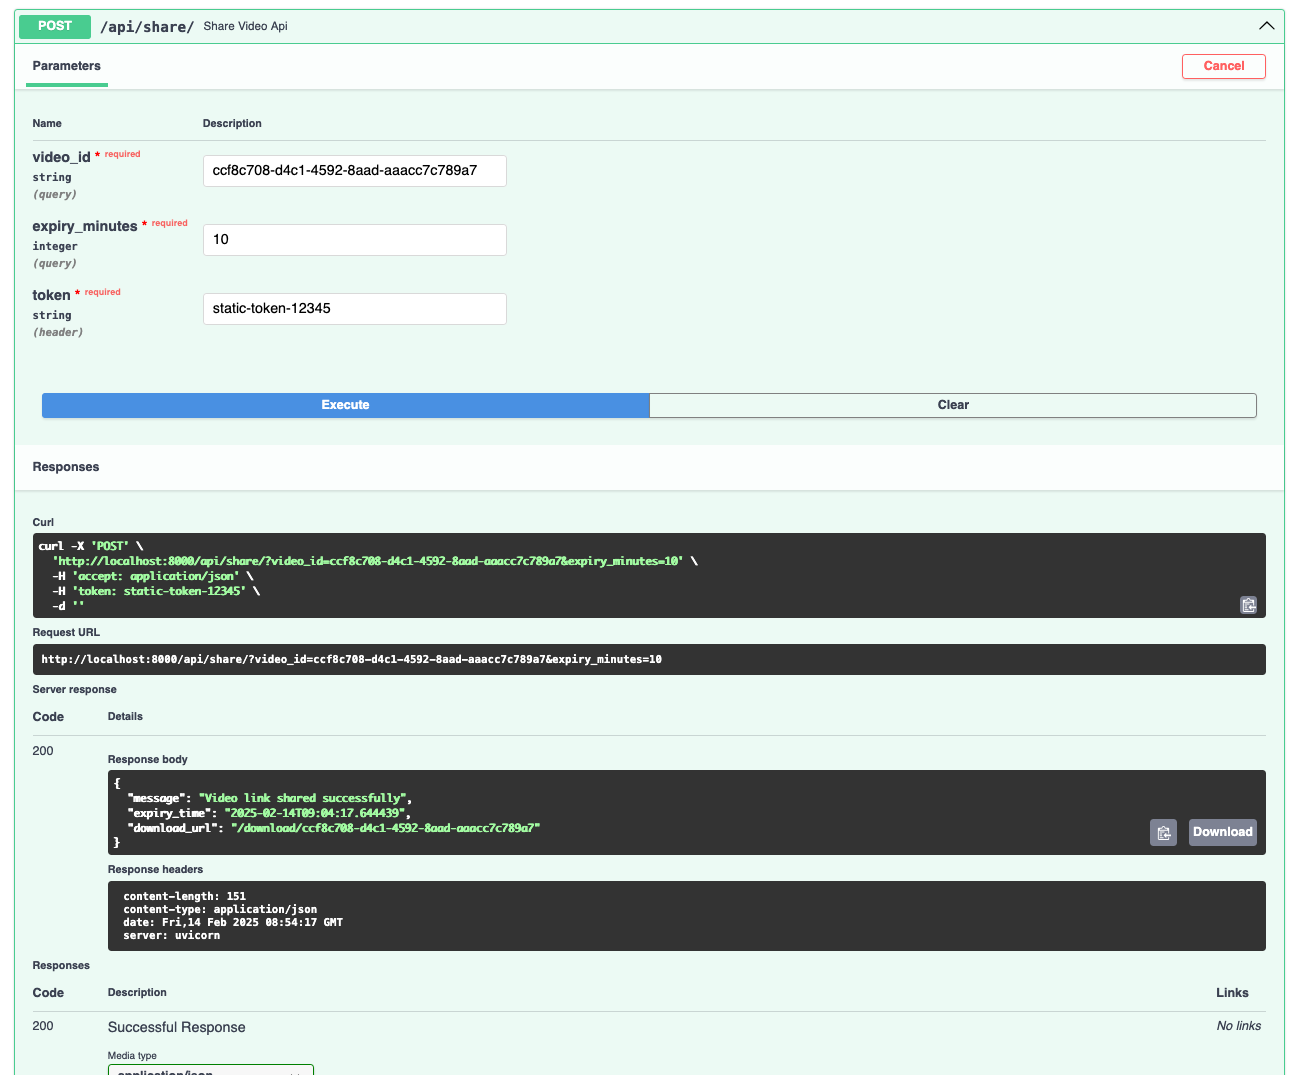 POST /api/share/ Share Video Api
Parameters
Cancel
Name Description
video_id * required
string
(query)
ccf8c708-d4c1-4592-8aad-aaacc7c789a7
expiry_minutes * required
integer
(query)
10
token * required
string
(header)
static-token-12345
Execute Clear
Responses
Curl
curl -X 'POST' \
'http://localhost:8000/api/share/?video_id=ccf8c708-d4c1-4592-8aad-aaacc7c789a7&expiry_minutes=10' \
-H 'accept: application/json' \
-H 'token: static-token-12345' \
-d ''
Request URL
http://localhost:8000/api/share/?video_id=ccf8c708-d4c1-4592-8aad-aaacc7c789a7&expiry_minutes=10
Server response
Code Details
200
Response body
{
"message": "Video link shared successfully",
"expiry_time": "2025-02-14T09:04:17.644439",
"download_url": "/download/ccf8c708-d4c1-4592-8aad-aaacc7c789a7"
}
Download
Response headers
content-length: 151
content-type: application/json
date: Fri,14 Feb 2025 08:54:17 GMT
server: uvicorn
Responses
Code Description Links
200 Successful Response No links
Media type
application/json